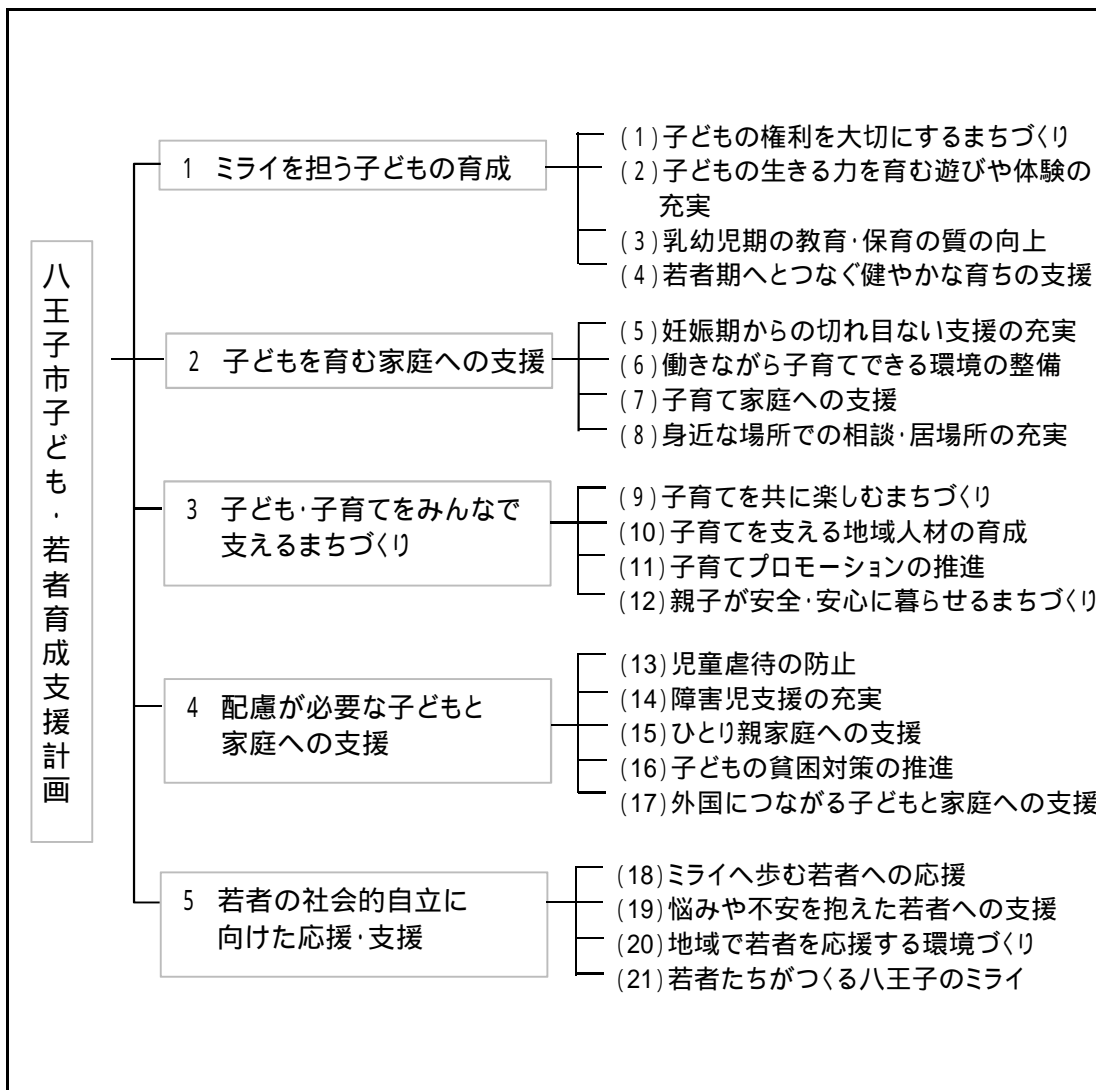 八王子市子ども・若者育成支援計画
1 ミライを担う子どもの育成
(1)子どもの権利を大切にするまちづくり
(2)子どもの生きる力を育む遊びや体験の
充実
(3)乳幼児期の教育・保育の質の向上
(4)若者期へとつなぐ健やかな育ちの支援
2 子どもを育む家庭への支援
(5)妊娠期からの切れ目ない支援の充実
(6)働きながら子育てできる環境の整備
(7)子育て家庭への支援
(8)身近な場所での相談・居場所の充実
3 子ども・子育てをみんなで
支えるまちづくり
(9)子育てを共に楽しむまちづくり
(10)子育てを支える地域人材の育成
(11)子育てプロモーションの推進
(12)親子が安全・安心に暮らせるまちづくり
4 配慮が必要な子どもと
家庭への支援
(13)児童虐待の防止
(14)障害児支援の充実
(15)ひとり親家庭への支援
(16)子どもの貧困対策の推進
(17)外国につながる子どもと家庭への支援
5 若者の社会的自立に
向けた応援・支援
(18)ミライへ歩む若者への応援
(19)悩みや不安を抱えた若者への支援
(20)地域で若者を応援する環境づくり
(21)若者たちがつくる八王子のミライ